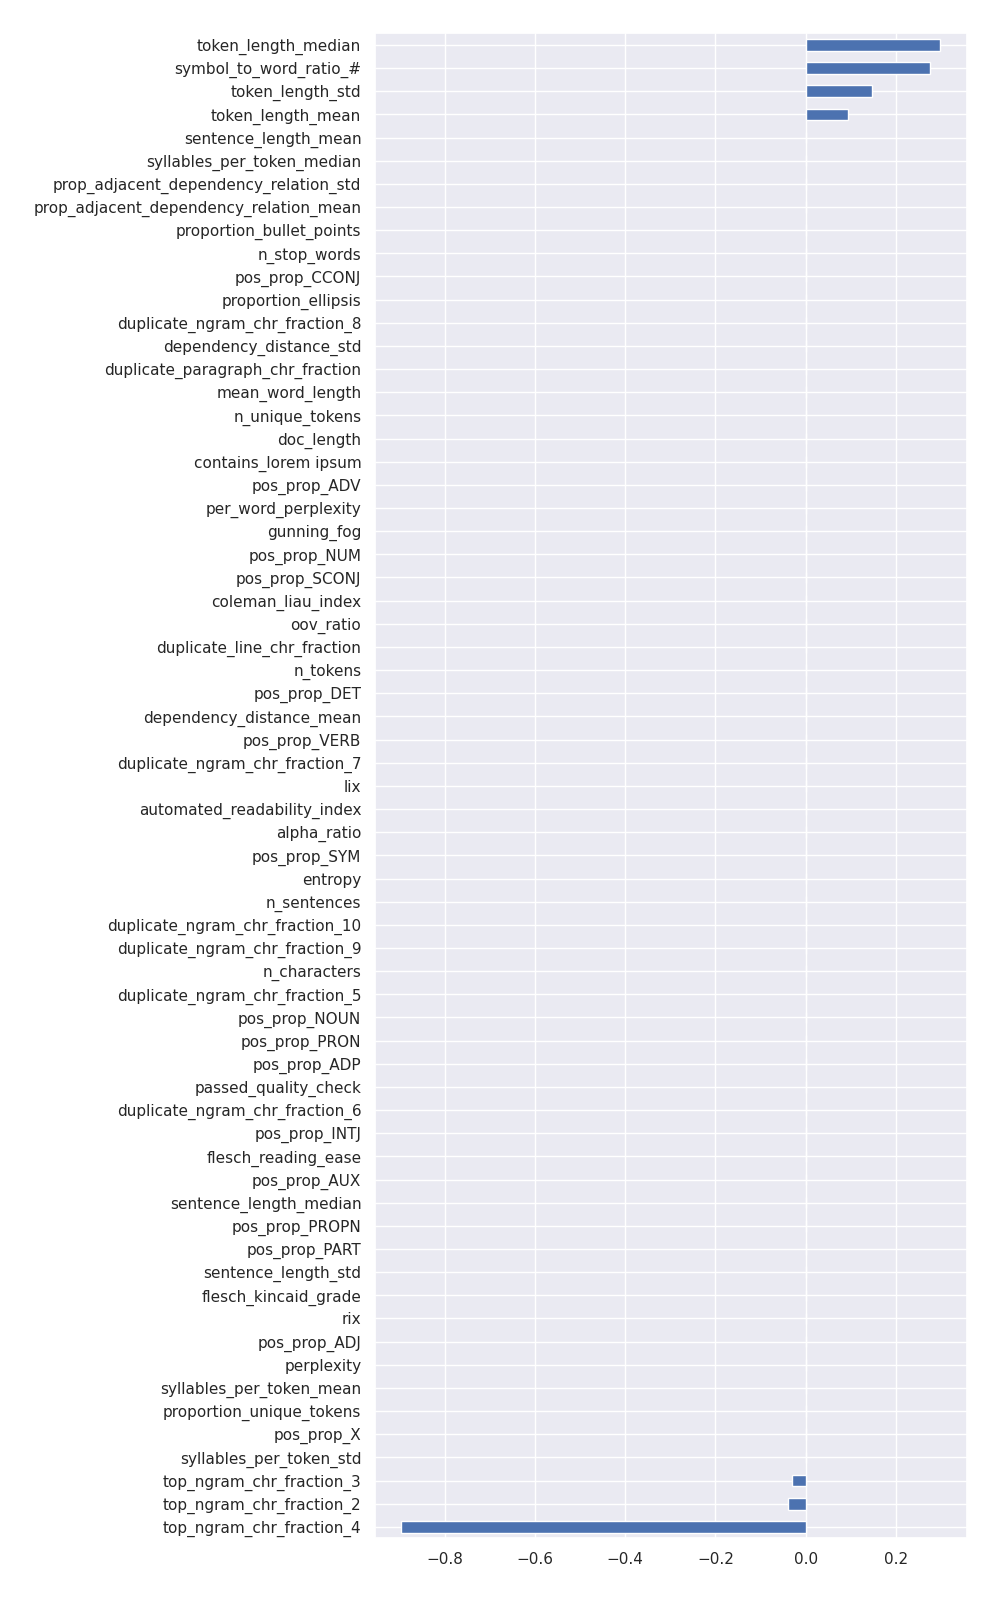 token_length_median
symbol_to_word_ratio_#
token_length_std
token_length_mean
sentence_length_mean
syllables_per_token_median
prop_adjacent_dependency_relation_std
prop_adjacent_dependency_relation_mean
proportion_bullet_points
n_stop_words
pos_prop_CCONJ
proportion_ellipsis
duplicate_ngram_chr_fraction_8
dependency_distance_std
duplicate_paragraph_chr_fraction
mean_word_length
n_unique_tokens
doc_length
contains_lorem ipsum
pos_prop_ADV
per_word_perplexity
gunning_fog
pos_prop_NUM
pos_prop_SCONJ
coleman_liau_index
oov_ratio
duplicate_line_chr_fraction
n_tokens
pos_prop_DET
dependency_distance_mean
pos_prop_VERB
duplicate_ngram_chr_fraction_7
lix
automated_readability_index
alpha_ratio
pos_prop_SYM
entropy
n_sentences
duplicate_ngram_chr_fraction_10
duplicate_ngram_chr_fraction_9
n_characters
duplicate_ngram_chr_fraction_5
pos_prop_NOUN
pos_prop_PRON
pos_prop_ADP
passed_quality_check
duplicate_ngram_chr_fraction_6
pos_prop_INTJ
flesch_reading_ease
pos_prop_AUX
sentence_length_median
pos_prop_PROPN
pos_prop_PART
sentence_length_std
flesch_kincaid_grade
rix
pos_prop_ADJ
perplexity
syllables_per_token_mean
proportion_unique_tokens
pos_prop_X
syllables_per_token_std
top_ngram_chr_fraction_3
top_ngram_chr_fraction_2
top_ngram_chr_fraction_4
−0.8 −0.6 −0.4 −0.2 0.0 0.2